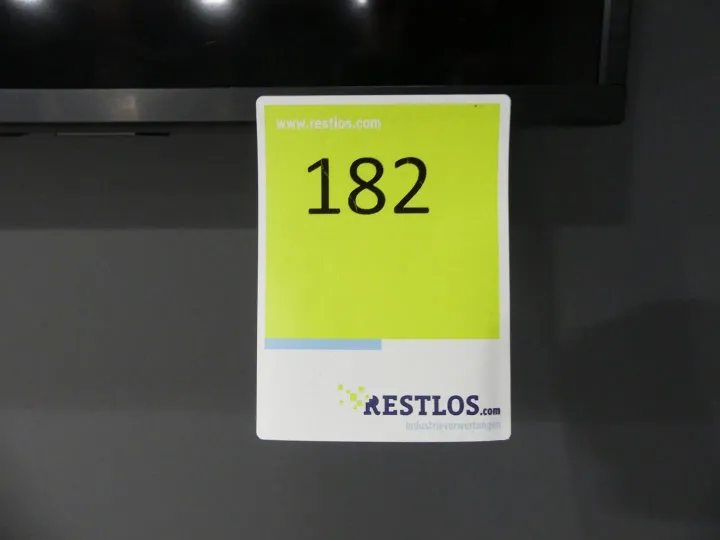 www.restlos.com
182
RESTLOS.com
industrieverwertungen